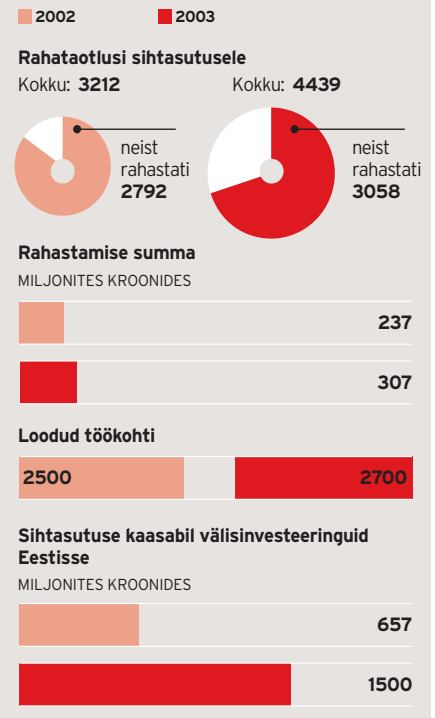 2002 2003
Rahataotlusi sihtasutusele
Kokku: 3212 Kokku: 4439
neist
rahastati
2792
neist
rahastati
3058
Rahastamise summa
MILJONITES KROONIDES
237
307
Loodud töökohti
2500 2700
Sihtasutuse kaasabil välisinvesteeringuid
Eestisse
MILJONITES KROONIDES
657
1500